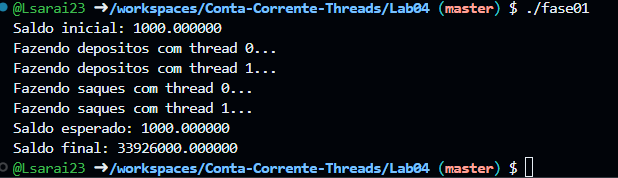 @Lsarai23 ➜/workspaces/Conta-Corrente-Threads/Lab04 (master) $ ./fase01
Saldo inicial: 1000.000000
Fazendo depositos com thread 0...
Fazendo depositos com thread 1...
Fazendo saques com thread 0...
Fazendo saques com thread 1...
Saldo esperado: 1000.000000
Saldo final: 33926000.000000
@Lsarai23 ➜/workspaces/Conta-Corrente-Threads/Lab04 (master) $